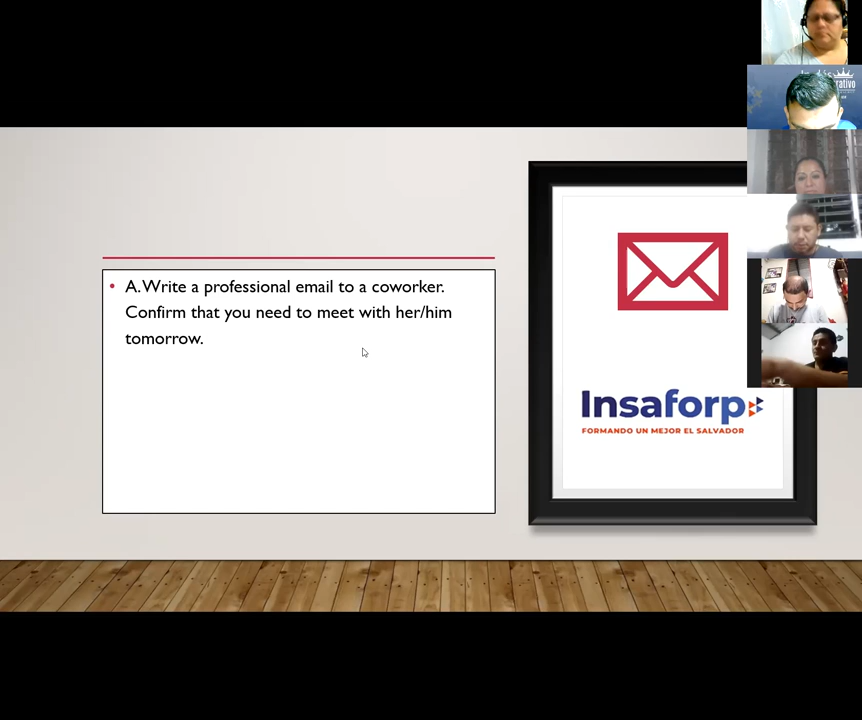 A. Write a professional email to a coworker.
Confirm that you need to meet with her/him
tomorrow.
Insaforp
FORMANDO UN MEJOR EL SALVADOR